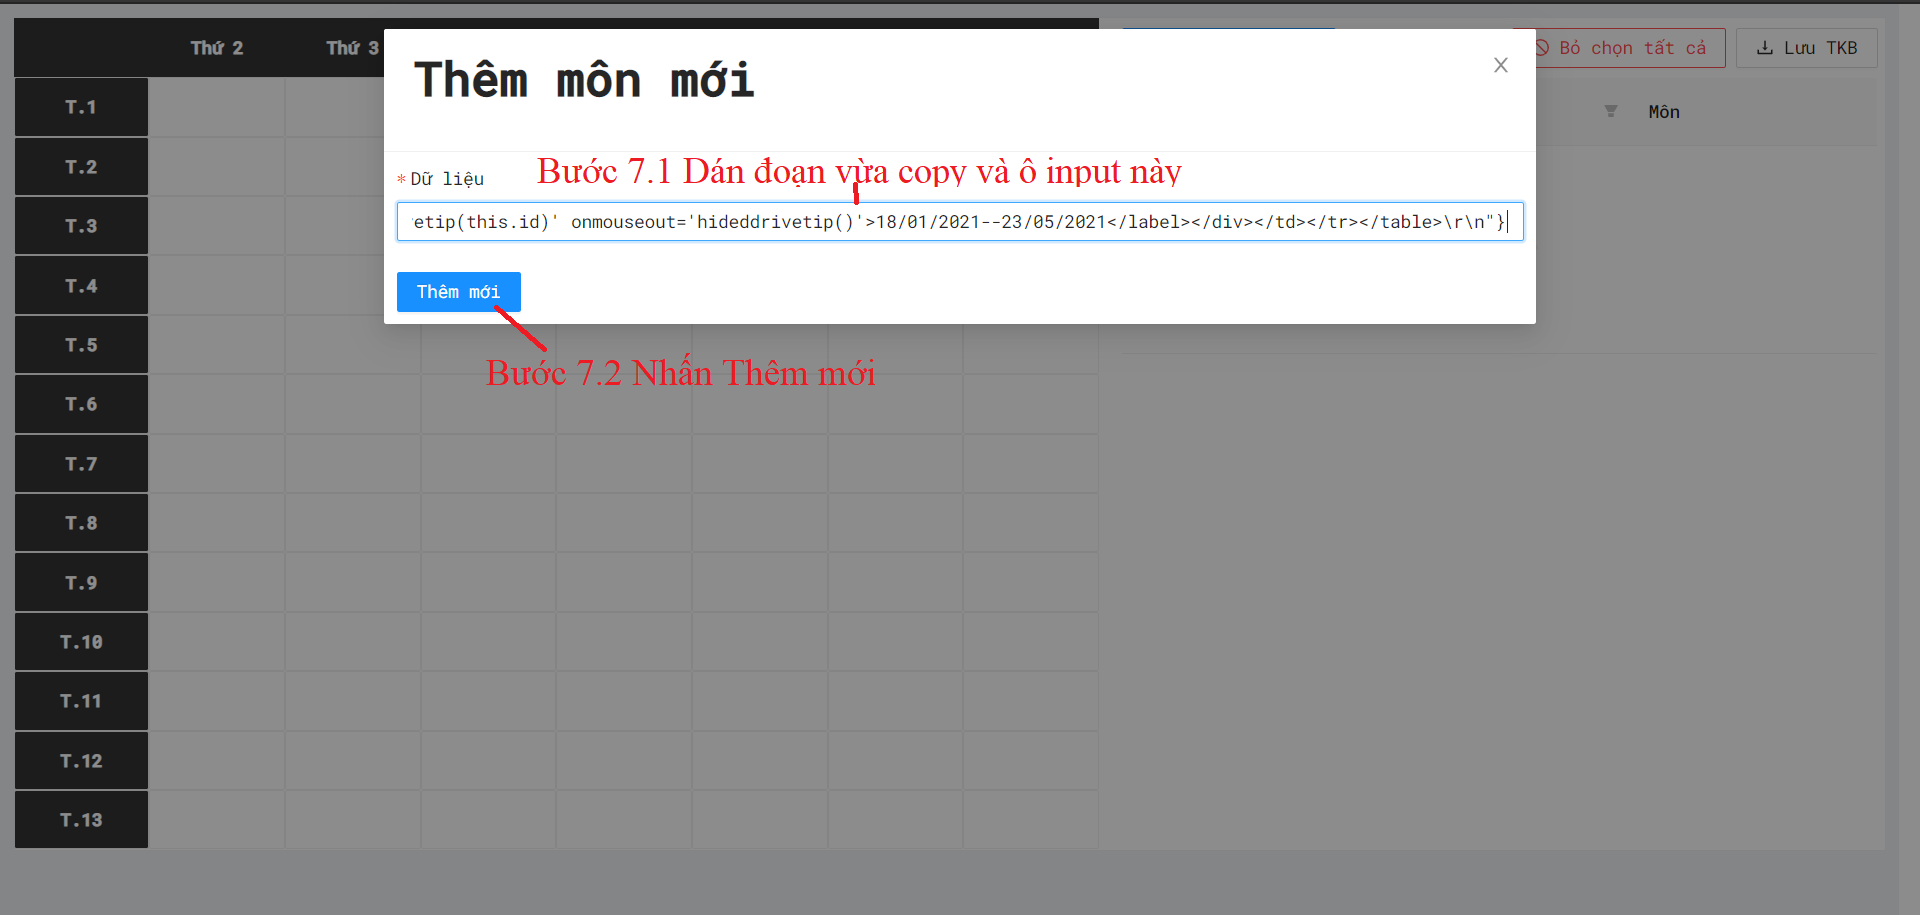 Thứ 2 Thứ 3
Thêm môn mới
Bỏ chọn tất cả
Lưu TKB
Môn
* Dữ liệu
Bước 7.1 Dán đoạn vừa copy và ô input này
etip(this.id)' onmouseout='hideddrivetip()'>18/01/2021--23/05/2021</label></div></td></tr></table>\r\n"}
Thêm mới
Bước 7.2 Nhấn Thêm mới
T.1
T.2
T.3
T.4
T.5
T.6
T.7
T.8
T.9
T.10
T.11
T.12
T.13